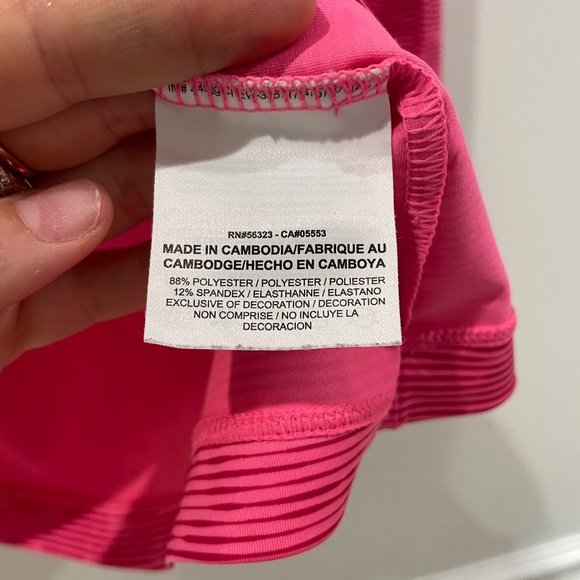 RN#56323 - CA#05553
MADE IN CAMBODIA/FABRIQUE AU
CAMBODGE/HECHO EN CAMBOYA
88% POLYESTER / POLYESTER / POLIESTER
12% SPANDEX / ELASTHANNE / ELASTANO
EXCLUSIVE OF DECORATION / DECORATION
NON COMPRISE / NO INCLUYE LA
DECORACION